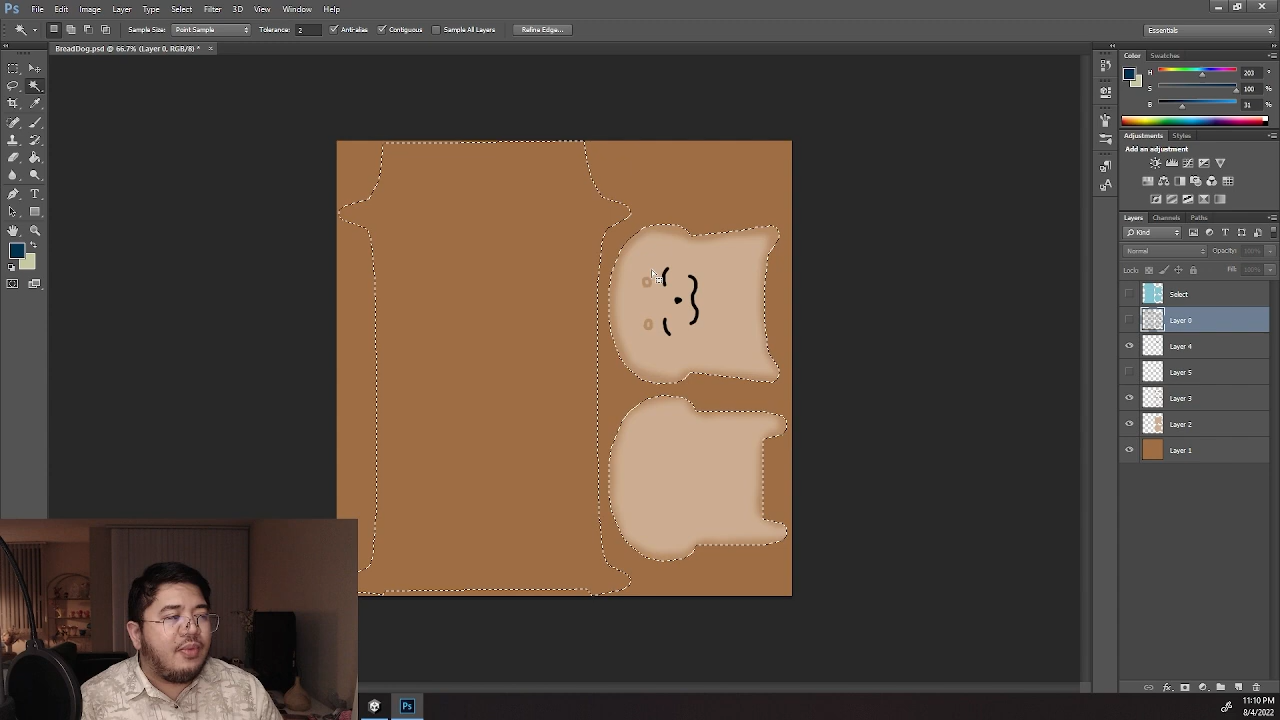 Ps File Edit Image Layer Type Select Filter 3D View Window Help
Sample Size: Point Sample Tolerance: 2 Anti-alias Contiguous Sample All Layers Refine Edge... Essentials
BreadDog.psd @ 66.7% (Layer 0, RGB/8) * ×
Color Swatches
H 203 °
S 100 %
B 31 %
Adjustments Styles
Add an adjustment
Layers Channels Paths
Kind
Normal Opacity: 100%
Lock: Fill: 100%
Select
Layer 0
Layer 4
Layer 5
Layer 3
Layer 2
Layer 1
Ps
11:10 PM
8/4/2022